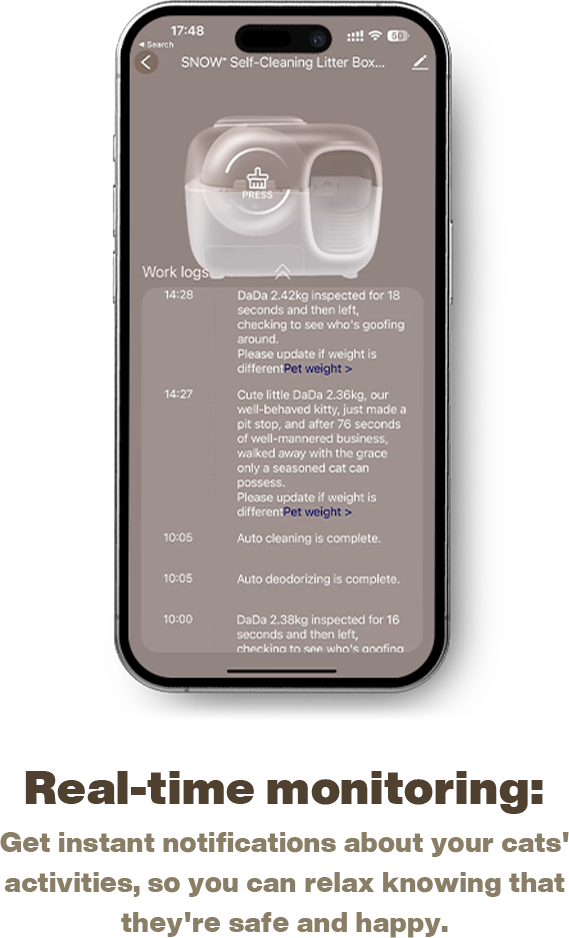 17:48
◀ Search
50
SNOW™ Self-Cleaning Litter Box...
PRESS
Work logs
14:28
DaDa 2.42kg inspected for 18
seconds and then left,
checking to see who's goofing
around.
Please update if weight is
differentPet weight >
14:27
Cute little DaDa 2.36kg, our
well-behaved kitty, just made a
pit stop, and after 76 seconds
of well-mannered business,
walked away with the grace
only a seasoned cat can
possess.
Please update if weight is
differentPet weight >
10:05
Auto cleaning is complete.
10:05
Auto deodorizing is complete.
10:00
DaDa 2.38kg inspected for 16
seconds and then left,
checking to see who's goofing
Real-time monitoring:
Get instant notifications about your cats'
activities, so you can relax knowing that
they're safe and happy.